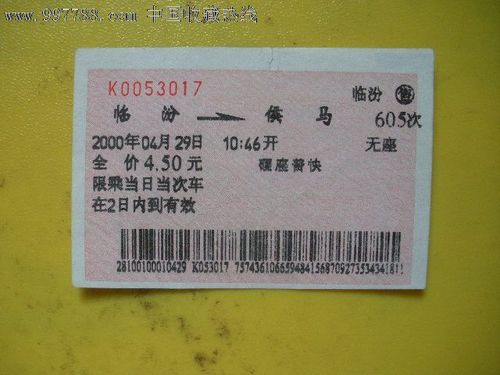 www.997788.com 中国收藏热线
K0053017
临汾 售
临 汾 → 侯 马 605次
2000年04月29日 10:46开 无座
全 价 4.50 元 硬座普快
限乘当日当次车
在2日内到有效
28100100010429 K053017 7574361066594841568709273534341811